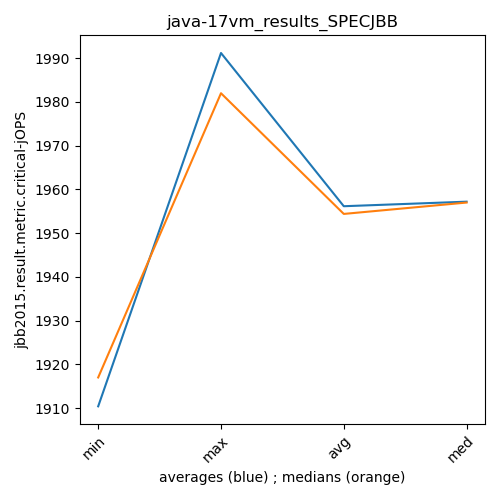 java-17vm_results_SPECJBB
jbb2015.result.metric.critical-jOPS
1990
1980
1970
1960
1950
1940
1930
1920
1910
min
max
avg
med
averages (blue) ; medians (orange)